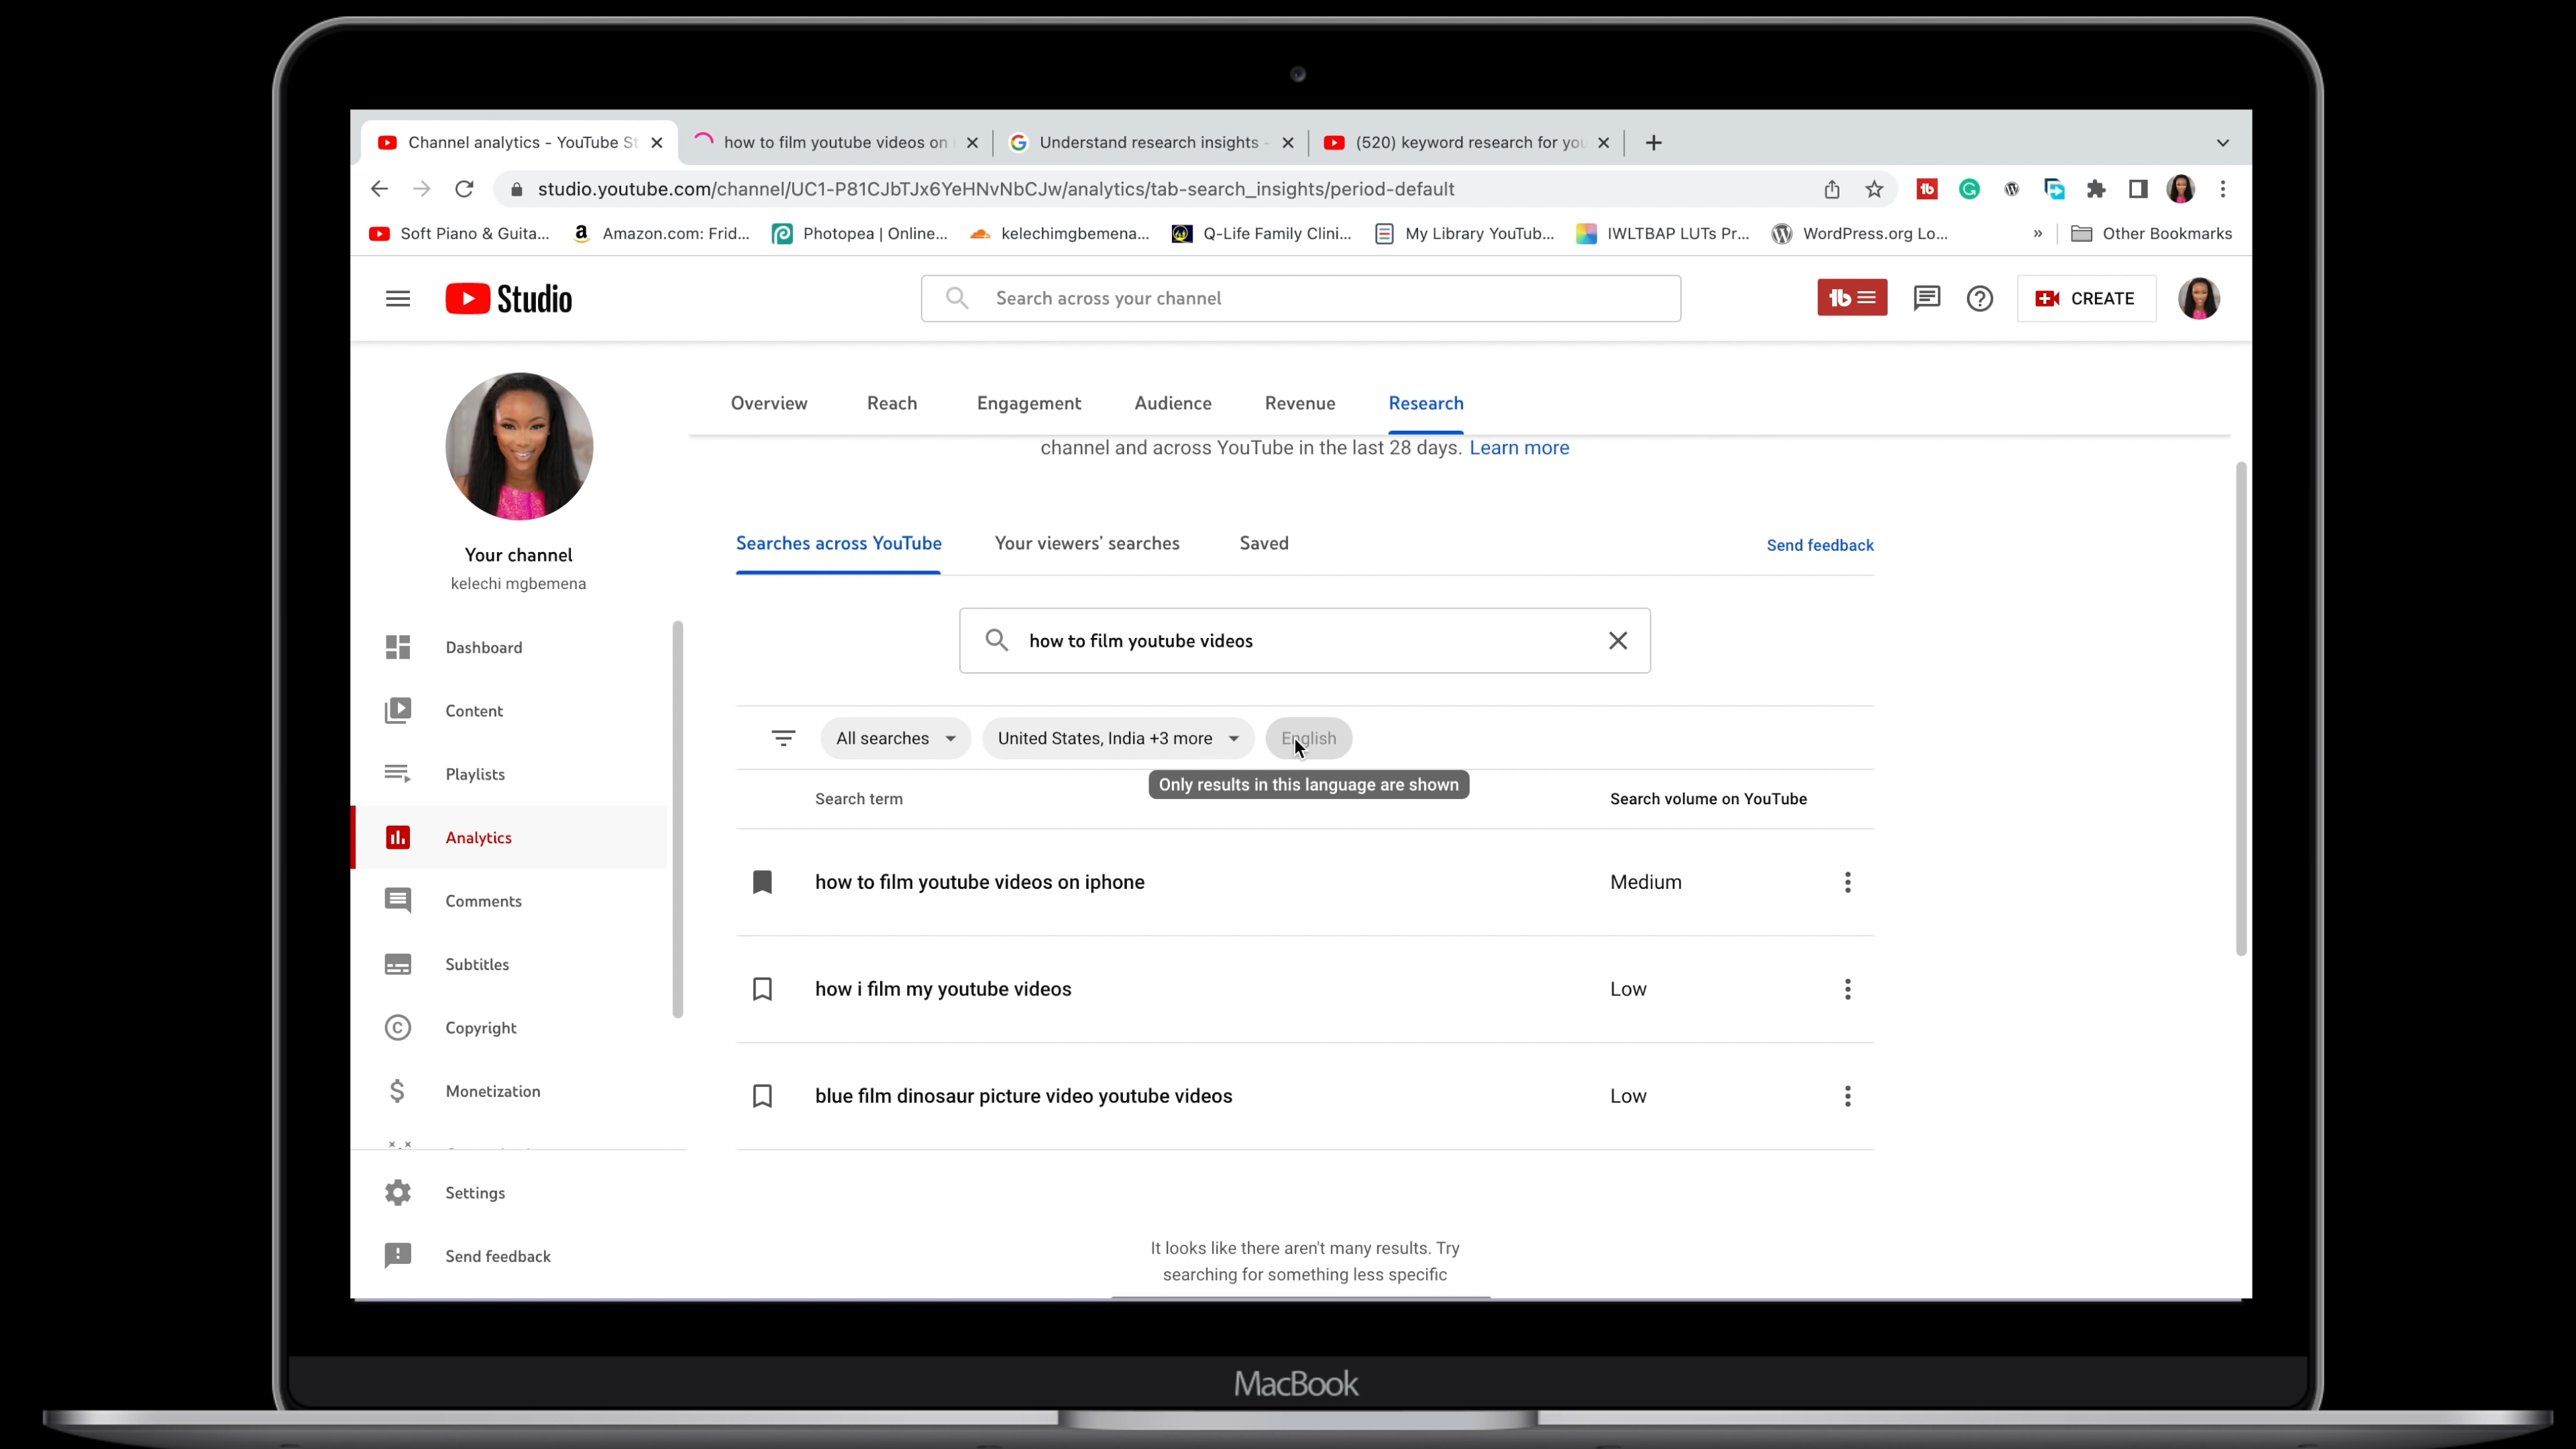 Channel analytics - YouTube St
how to film youtube videos on
Understand research insights -
(520) keyword research for you
studio.youtube.com/channel/UC1-P81CJbTJx6YeHNvNbCJw/analytics/tab-search_insights/period-default
Soft Piano & Guita...
Amazon.com: Frid...
Photopea | Online...
kelechimgbemena...
Q-Life Family Clini...
My Library YouTub...
IWLTBAP LUTs Pr...
WordPress.org Lo...
»
Other Bookmarks
Studio
Search across your channel
CREATE
Overview
Reach
Engagement
Audience
Revenue
Research
channel and across YouTube in the last 28 days. Learn more
Your channel
kelechi mgbemena
Dashboard
Content
Playlists
Analytics
Comments
Subtitles
Copyright
Monetization
Settings
Send feedback
Searches across YouTube
Your viewers' searches
Saved
Send feedback
how to film youtube videos
All searches
United States, India +3 more
English
Only results in this language are shown
Search term
Search volume on YouTube
how to film youtube videos on iphone
Medium
how i film my youtube videos
Low
blue film dinosaur picture video youtube videos
Low
It looks like there aren't many results. Try
searching for something less specific
MacBook